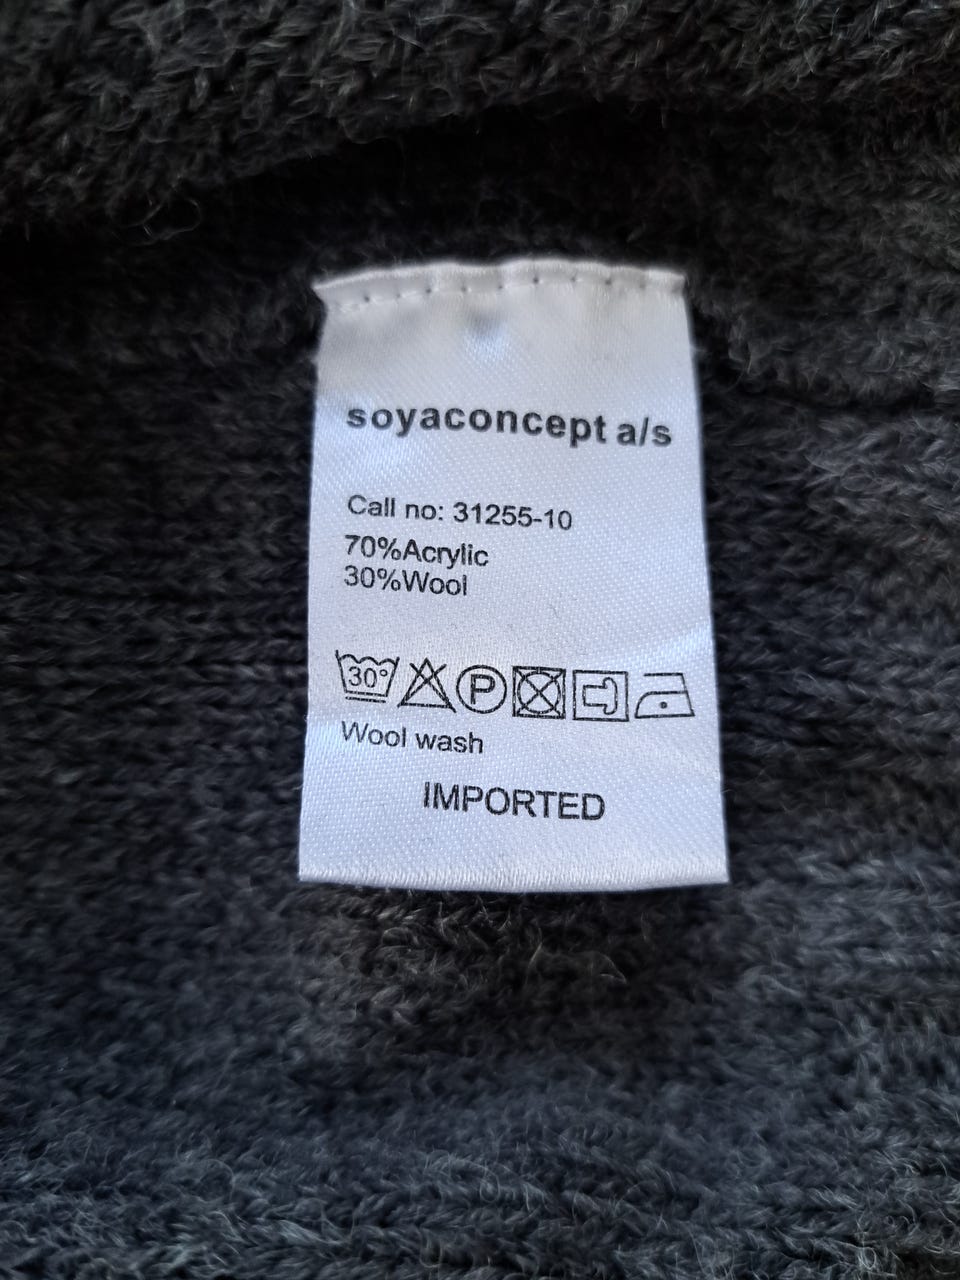 soyaconcept a/s
Call no: 31255-10
70%Acrylic
30%Wool
30° P
Wool wash
IMPORTED